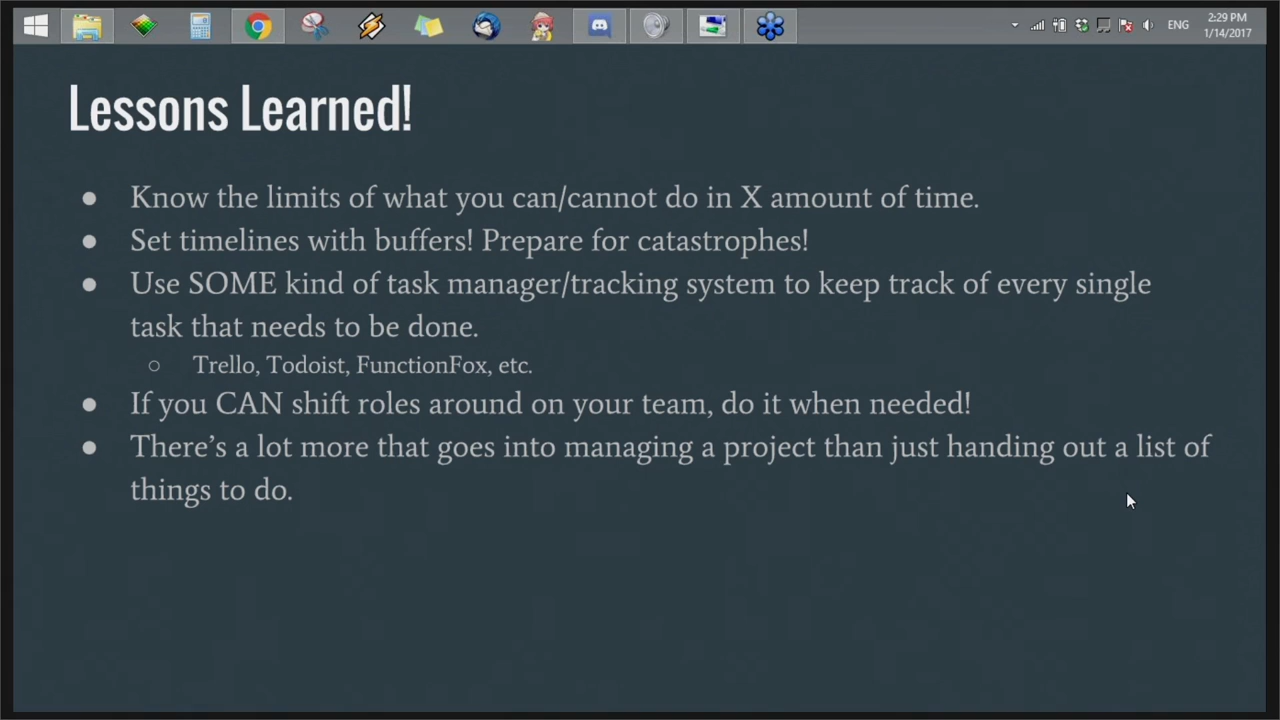 ENG
2:29 PM
1/14/2017
Lessons Learned!
● Know the limits of what you can/cannot do in X amount of time.
● Set timelines with buffers! Prepare for catastrophes!
● Use SOME kind of task manager/tracking system to keep track of every single
task that needs to be done.
○ Trello, Todoist, FunctionFox, etc.
● If you CAN shift roles around on your team, do it when needed!
● There’s a lot more that goes into managing a project than just handing out a list of
things to do.